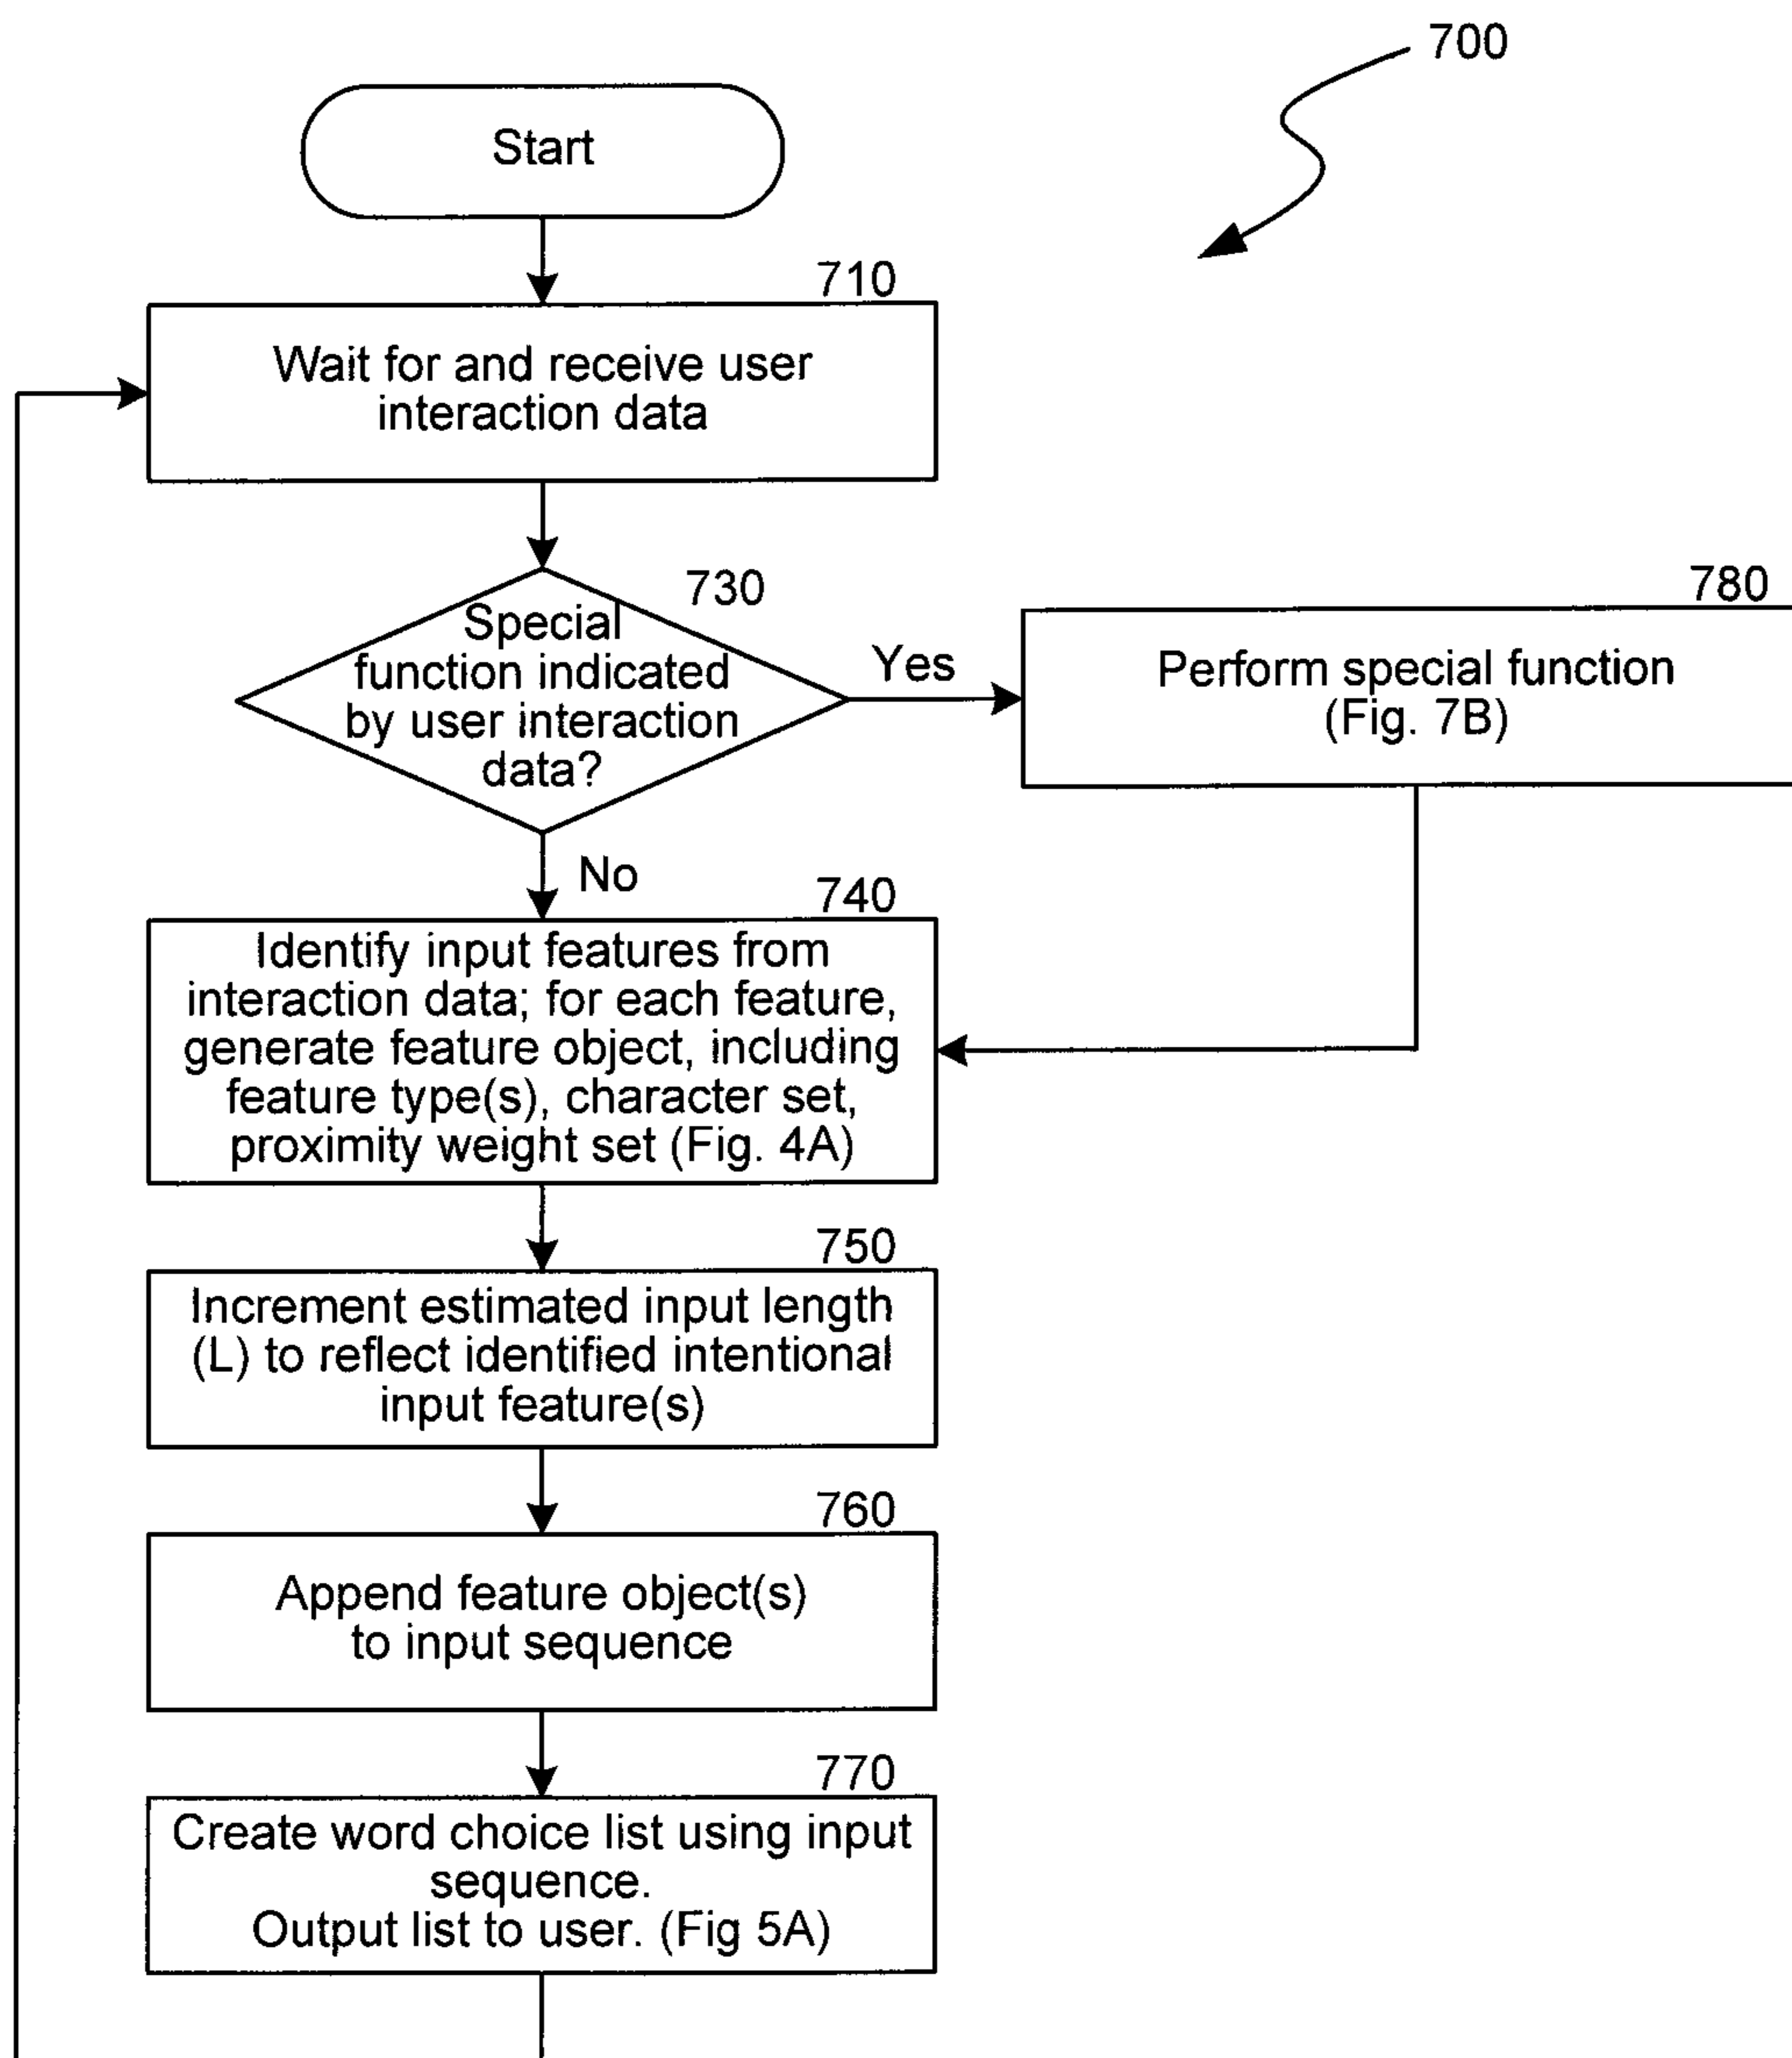 700
Start
710
Wait for and receive user
interaction data
730
Special
function indicated
by user interaction
data?
Yes
780
Perform special function
(Fig. 7B)
No
740
Identify input features from
interaction data; for each feature,
generate feature object, including
feature type(s), character set,
proximity weight set (Fig. 4A)
750
Increment estimated input length
(L) to reflect identified intentional
input feature(s)
760
Append feature object(s)
to input sequence
770
Create word choice list using input
sequence.
Output list to user. (Fig 5A)